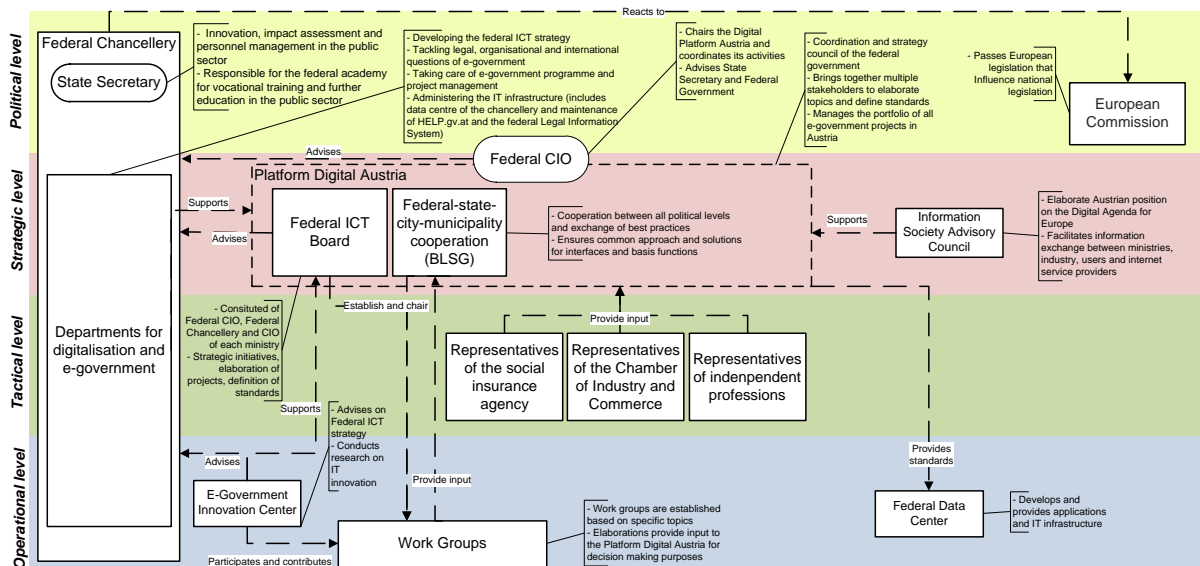 Political level
Strategic level
Tactical level
Operational level
Reacts to
Federal Chancellery
State Secretary
- Innovation, impact assessment and
personnel management in the public
sector
- Responsible for the federal academy
for vocational training and further
education in the public sector
- Developing the federal ICT strategy
- Tackling legal, organisational and international
questions of e-government
- Taking care of e-government programme and
project management
- Administering the IT infrastructure (includes
data centre of the chancellery and maintenance
of HELP.gv.at and the federal Legal Information
System)
- Chairs the Digital
Platform Austria and
coordinates its activities
- Advises State
Secretary and Federal
Government
- Coordination and strategy
council of the federal
government
- Brings together multiple
stakeholders to elaborate
topics and define standards
- Manages the portfolio of all
e-government projects in
Austria
- Passes European
legislation that
Influence national
legislation
European
Commission
Advises
Federal CIO
Platform Digital Austria
Supports
Advises
Federal ICT
Board
Federal-state-
city-municipality
cooperation
(BLSG)
- Cooperation between all political levels
and exchange of best practices
- Ensures common approach and solutions
for interfaces and basis functions
Supports
Information
Society Advisory
Council
- Elaborate Austrian position
on the Digital Agenda for
Europe
- Facilitates information
exchange between ministries,
industry, users and internet
service providers
Departments for
digitalisation and
e-government
- Consituted of
Federal CIO, Federal
Chancellery and CIO
of each ministry
- Strategic initiatives,
elaboration of
projects, definition of
standards
Establish and chair
Provide input
Representatives
of the social
insurance
agency
Representatives
of the Chamber
of Industry and
Commerce
Representatives
of indenpendent
professions
Supports
- Advises on
Federal ICT
strategy
- Conducts
research on
IT
innovation
Advises
E-Government
Innovation Center
Provide input
Provides
standards
Federal Data
Center
- Develops and
provides applications
and IT infrastructure
Work Groups
- Work groups are established
based on specific topics
- Elaborations provide input to
the Platform Digital Austria for
decision making purposes
Participates and contributes